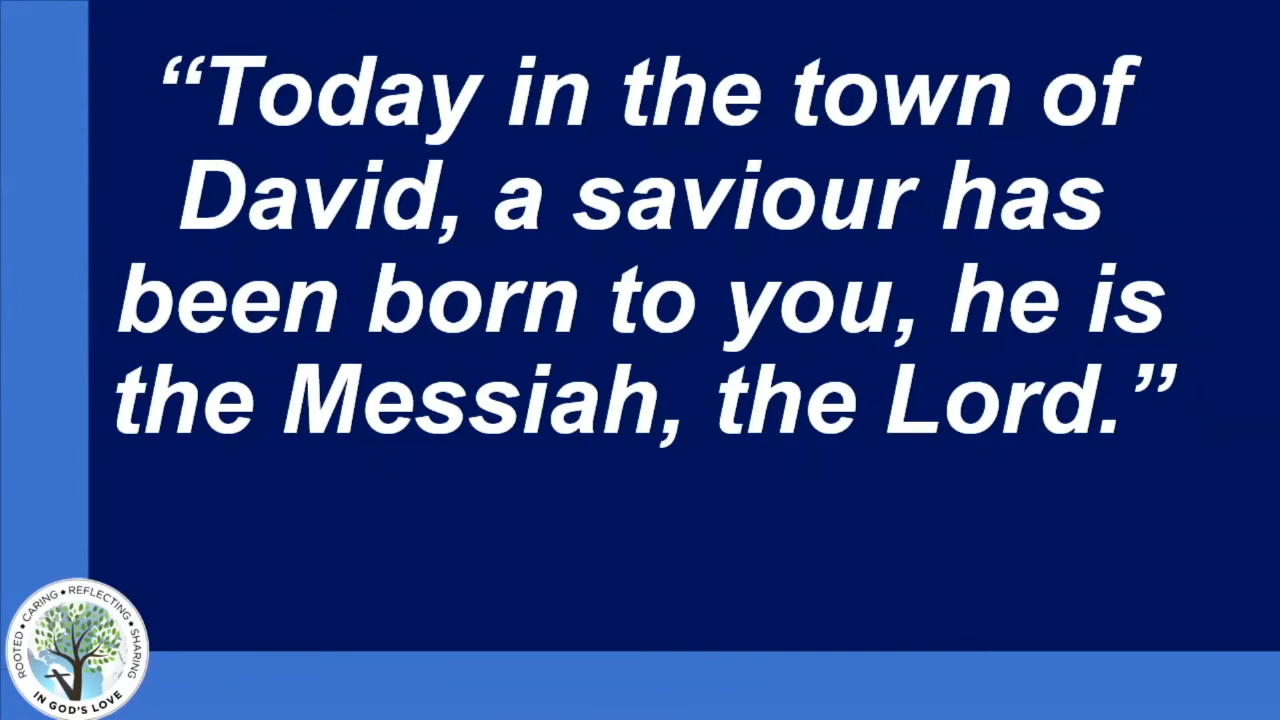 “Today in the town of
David, a saviour has
been born to you, he is
the Messiah, the Lord.”
ROOTED ★ CARING ★ REFLECTING ★ SHARING
IN GOD'S LOVE